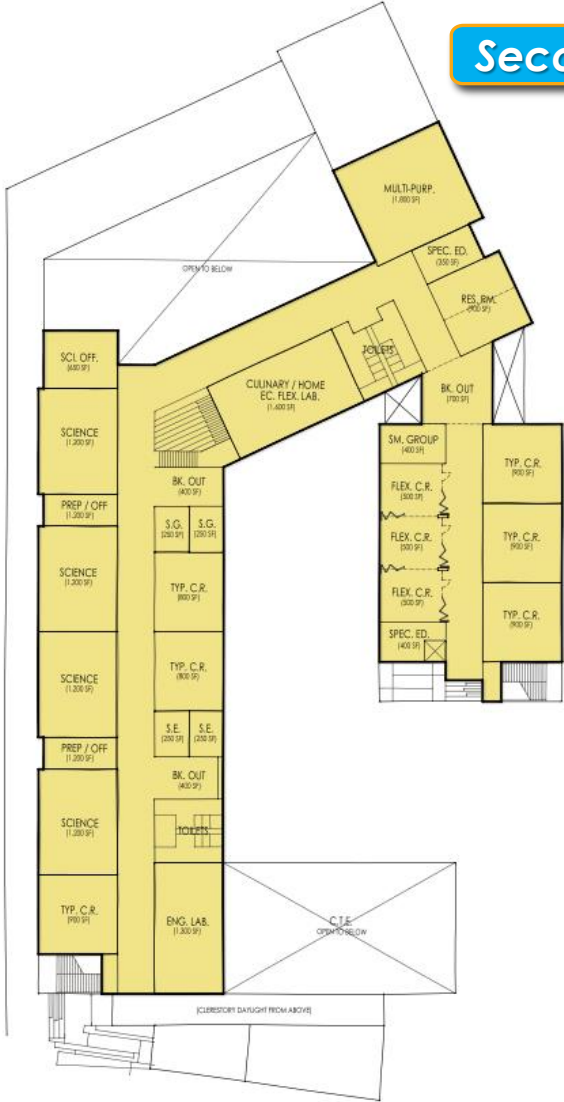 Seco
MULTI-PURP.
(1,800 SF)
SPEC. ED.
(350 SF)
OPEN TO BELOW
RES. RM.
(900 SF)
SCI. OFF.
(650 SF)
TOILETS
CULINARY / HOME
EC. FLEX. LAB.
(1,600 SF)
BK. OUT
(700 SF)
SCIENCE
(1,200 SF)
SM. GROUP
(400 SF)
TYP. C.R.
(900 SF)
BK. OUT
(400 SF)
FLEX. C.R.
(500 SF)
PREP / OFF
(1,200 SF)
S.G.
(250 SF)
S.G.
(250 SF)
FLEX. C.R.
(500 SF)
TYP. C.R.
(900 SF)
SCIENCE
(1,200 SF)
TYP. C.R.
(800 SF)
FLEX. C.R.
(500 SF)
TYP. C.R.
(900 SF)
SPEC. ED.
(400 SF)
SCIENCE
(1,200 SF)
TYP. C.R.
(800 SF)
S.E.
(250 SF)
S.E.
(250 SF)
PREP / OFF
(1,200 SF)
BK. OUT
(400 SF)
SCIENCE
(1,200 SF)
TOILETS
TYP. C.R.
(900 SF)
ENG. LAB.
(1,300 SF)
C.T.E.
OPEN TO BELOW
(CLERESTORY DAYLIGHT FROM ABOVE)